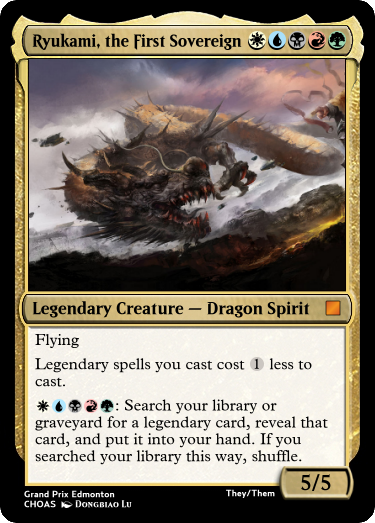 Ryukami, the First Sovereign
Legendary Creature — Dragon Spirit
Flying
Legendary spells you cast cost 1 less to
cast.
: Search your library or
graveyard for a legendary card, reveal that
card, and put it into your hand. If you
searched your library this way, shuffle.
5/5
Grand Prix Edmonton
They/Them
CHOAS Dongbiao Lu